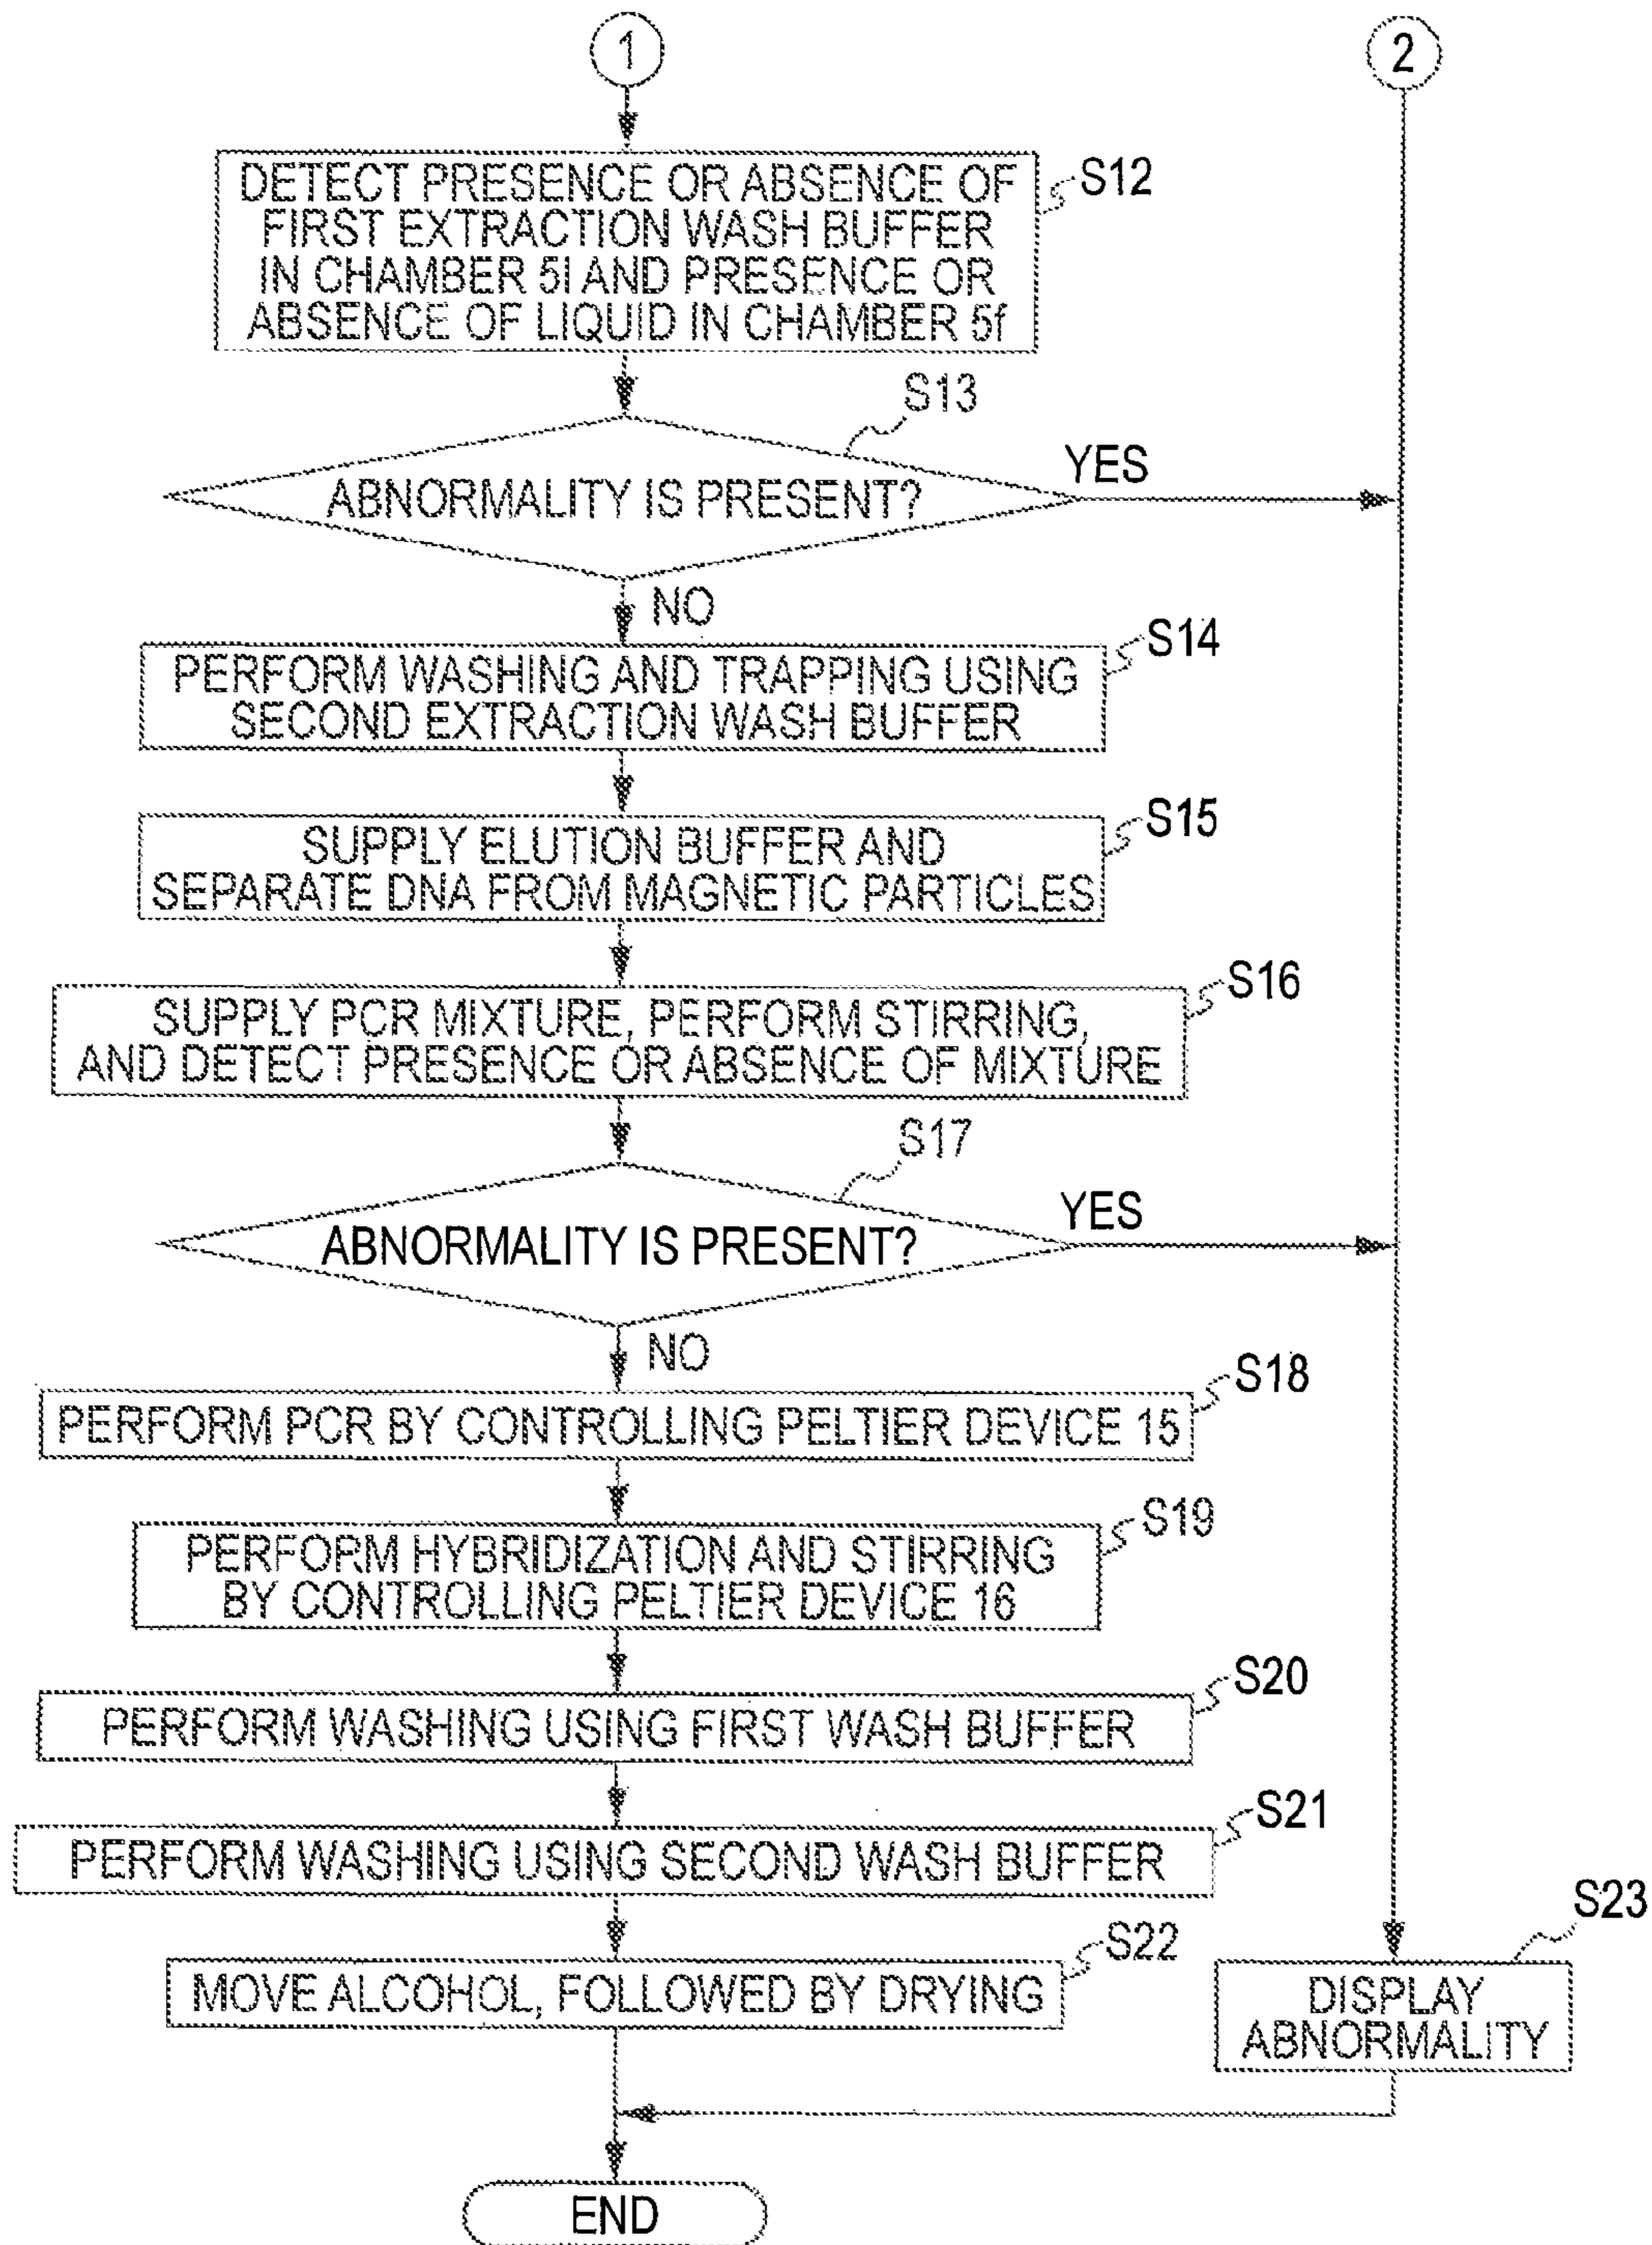 1
2
DETECT PRESENCE OR ABSENCE OF
FIRST EXTRACTION WASH BUFFER
IN CHAMBER 5l AND PRESENCE OR
ABSENCE OF LIQUID IN CHAMBER 5f
S12
S13
ABNORMALITY IS PRESENT?
YES
NO
PERFORM WASHING AND TRAPPING USING
SECOND EXTRACTION WASH BUFFER
S14
SUPPLY ELUTION BUFFER AND
SEPARATE DNA FROM MAGNETIC PARTICLES
S15
SUPPLY PCR MIXTURE, PERFORM STIRRING,
AND DETECT PRESENCE OR ABSENCE OF MIXTURE
S16
S17
ABNORMALITY IS PRESENT?
YES
NO
PERFORM PCR BY CONTROLLING PELTIER DEVICE 15
S18
PERFORM HYBRIDIZATION AND STIRRING
BY CONTROLLING PELTIER DEVICE 16
S19
PERFORM WASHING USING FIRST WASH BUFFER
S20
PERFORM WASHING USING SECOND WASH BUFFER
S21
MOVE ALCOHOL, FOLLOWED BY DRYING
S22
S23
DISPLAY
ABNORMALITY
END